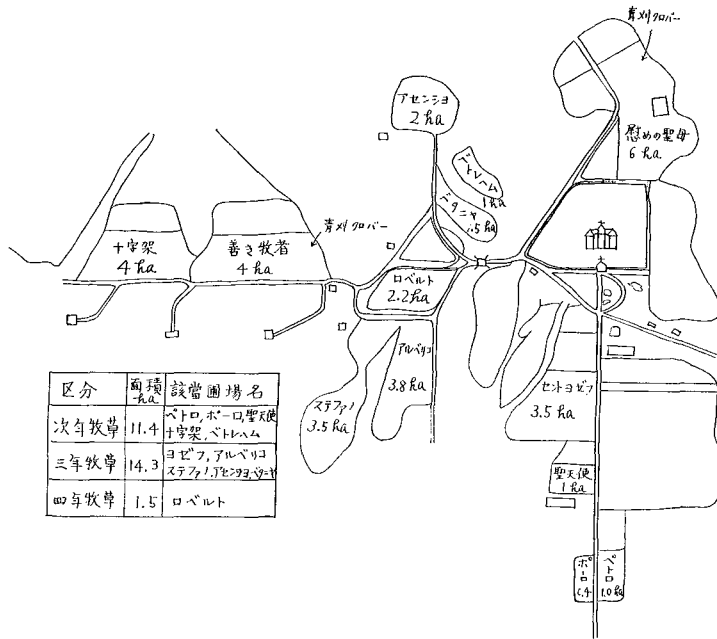 青刈クロバー
アセンショ
2 ha
慰めの聖母
6 ha.
ベトレハム
1 ha
ベタニヤ
1.5 ha
青刈クロバー
十字架
4 ha
善き牧者
4 ha
ロベルト
2.2 ha
アルベリコ
3.8 ha
ステファノ
3.5 ha
セントヨゼフ
3.5 ha
聖天使
1 ha
ポーロ
ペトロ
1.0 ha
区分 面積 ha 該當圃場名
次年牧草 11.4 ペトロ, ポーロ, 聖天使
十字架, ベトレハム
三年牧草 14.3 ヨゼフ, アルベリコ
ステファノ, アセンショ, ベタニヤ
四年牧草 1.5 ロベルト